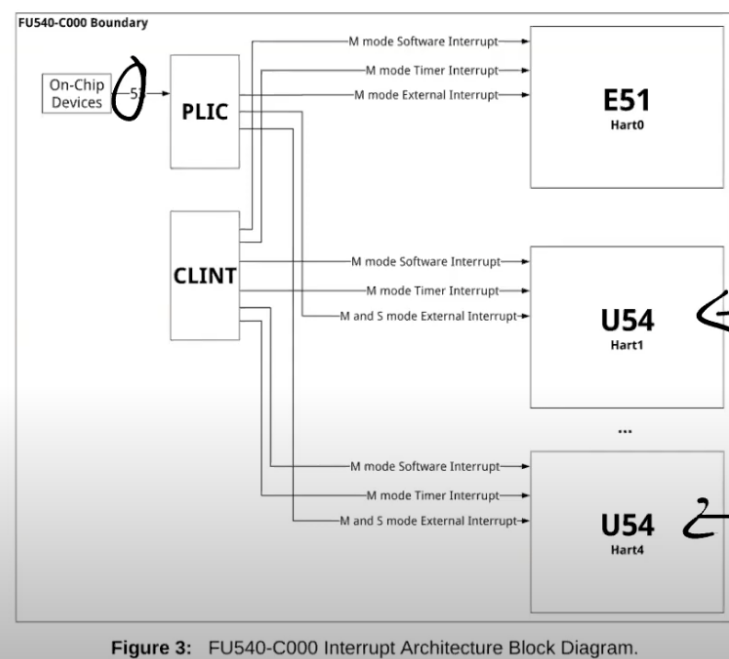 FU540-C000 Boundary
On-Chip
Devices
PLIC
M mode Software Interrupt
M mode Timer Interrupt
M mode External Interrupt
E51
Hart0
CLINT
M mode Software Interrupt
M mode Timer Interrupt
M and S mode External Interrupt
U54
Hart1
...
M mode Software Interrupt
M mode Timer Interrupt
M and S mode External Interrupt
U54
Hart4
Figure 3: FU540-C000 Interrupt Architecture Block Diagram.